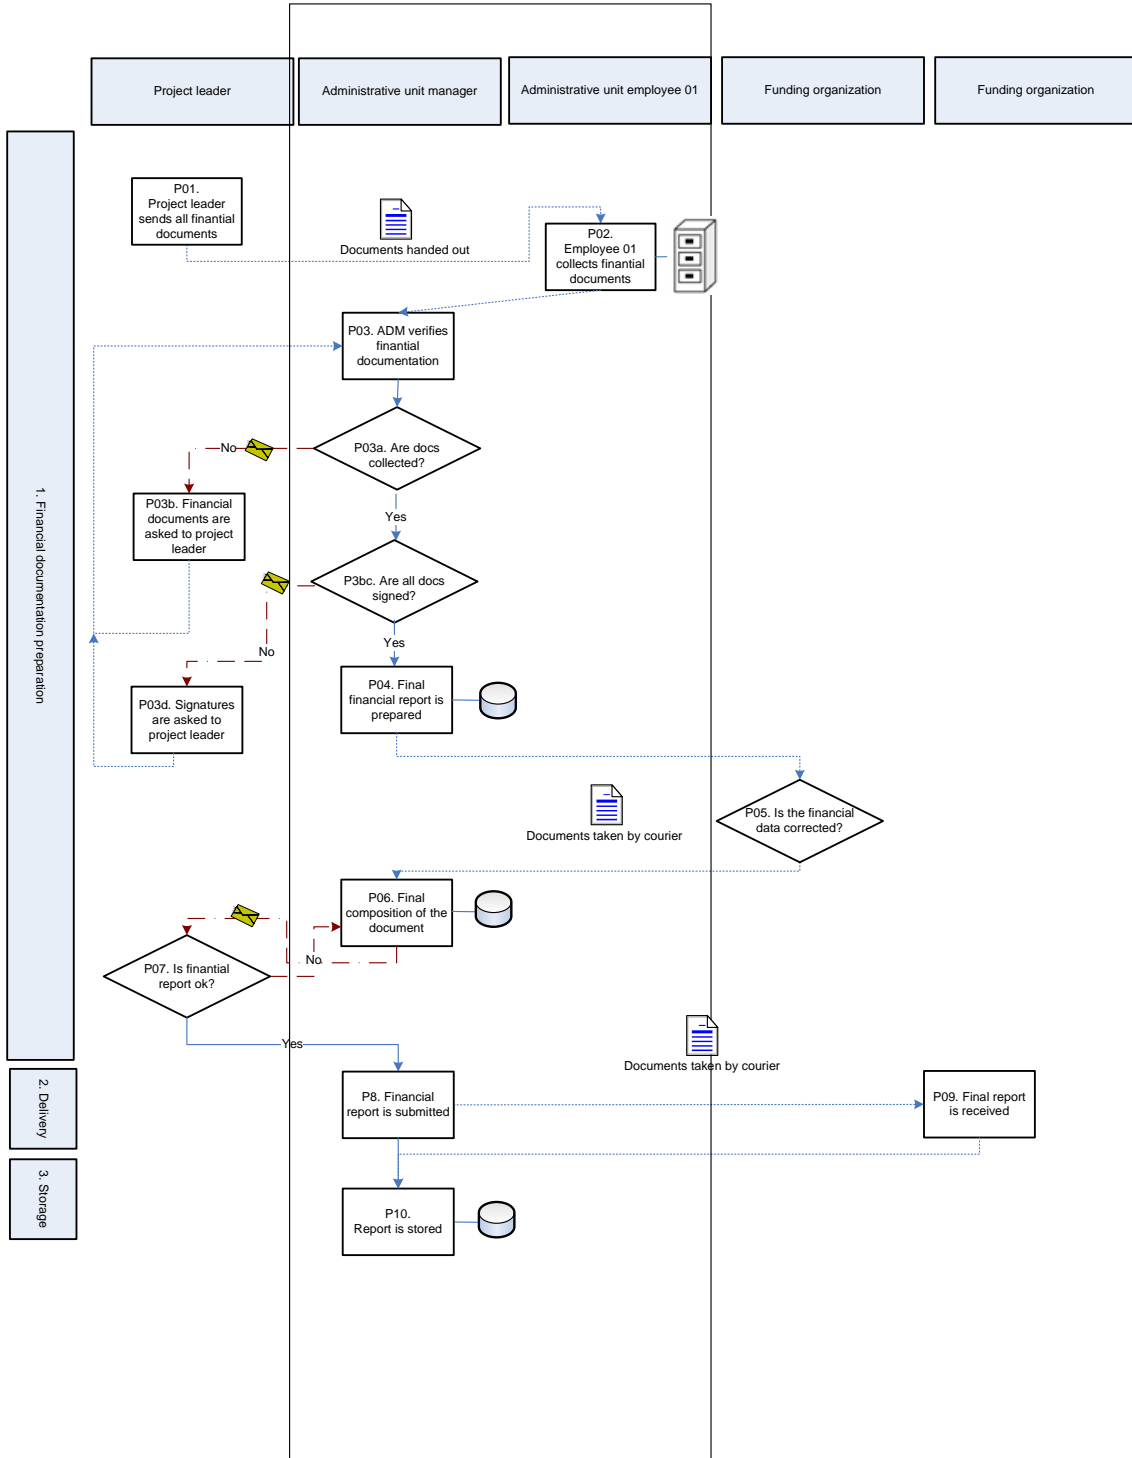 Project leader
Administrative unit manager
Administrative unit employee 01
Funding organization
Funding organization
1. Financial documentation preparation
P01.
Project leader
sends all finantial
documents
Documents handed out
P02.
Employee 01
collects finantial
documents
P03. ADM verifies
finantial
documentation
P03a. Are docs
collected?
No
P03b. Financial
documents are
asked to project
leader
Yes
P3bc. Are all docs
signed?
No
Yes
P03d. Signatures
are asked to
project leader
P04. Final
financial report is
prepared
P05. Is the financial
data corrected?
Documents taken by courier
P06. Final
composition of the
document
No
P07. Is finantial
report ok?
Yes
Documents taken by courier
2. Delivery
P8. Financial
report is submitted
P09. Final report
is received
3. Storage
P10.
Report is stored